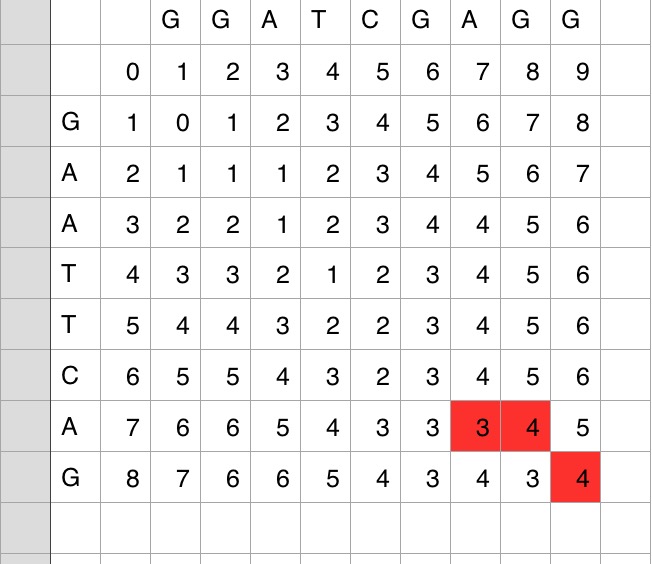 G G A T C G A G G
0 1 2 3 4 5 6 7 8 9
G 1 0 1 2 3 4 5 6 7 8
A 2 1 1 1 2 3 4 5 6 7
A 3 2 2 1 2 3 4 4 5 6
T 4 3 3 2 1 2 3 4 5 6
T 5 4 4 3 2 2 3 4 5 6
C 6 5 5 4 3 2 3 4 5 6
A 7 6 6 5 4 3 3 3 4 5
G 8 7 6 6 5 4 3 4 3 4